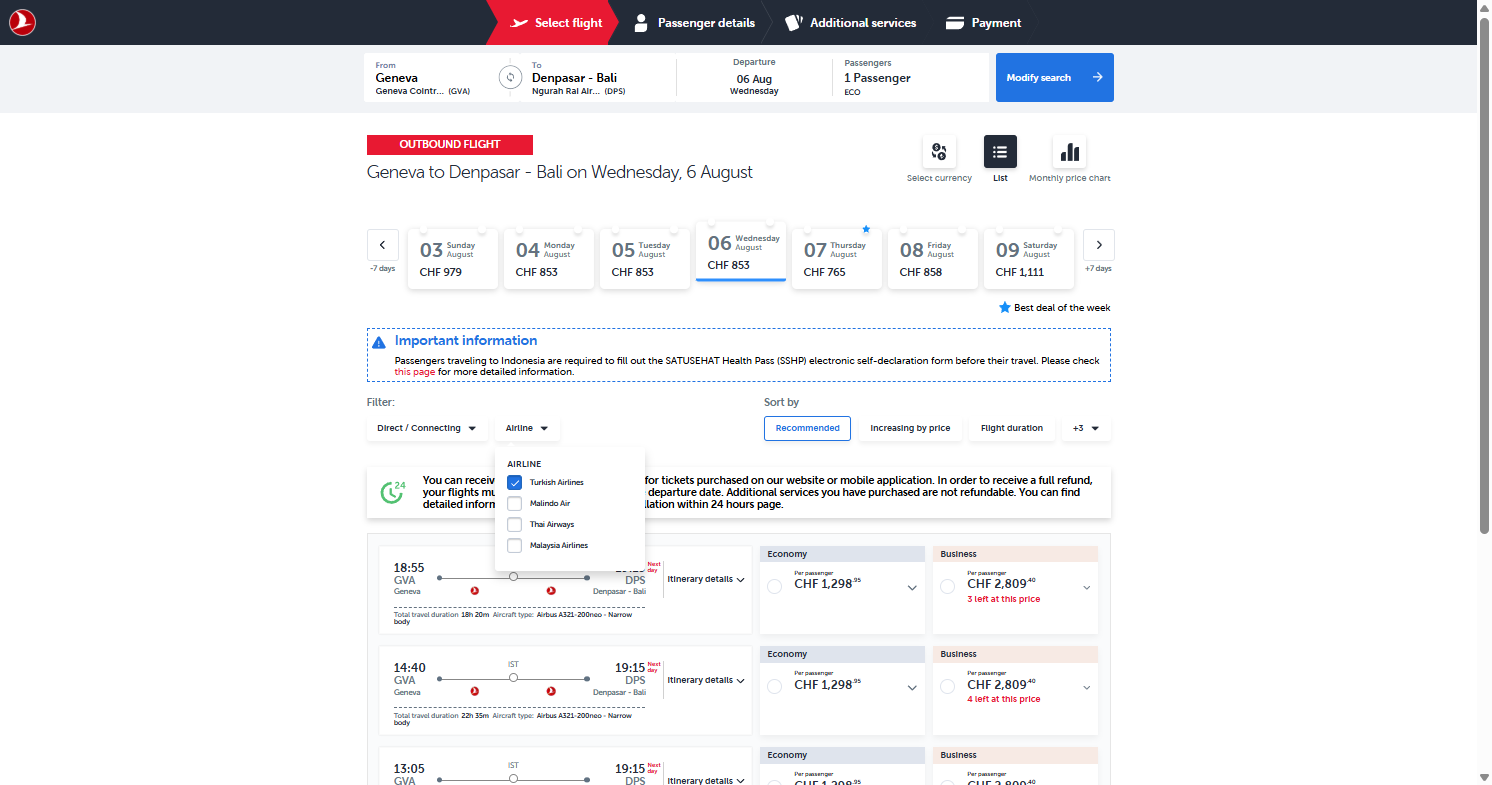 Select flight
Passenger details
Additional services
Payment
From
Geneva
Geneva Cointr... (GVA)
To
Denpasar - Bali
Ngurah Rai Air... (DPS)
Departure
06 Aug
Wednesday
Passengers
1 Passenger
ECO
Modify search
OUTBOUND FLIGHT
Geneva to Denpasar - Bali on Wednesday, 6 August
Select currency
List
Monthly price chart
-7 days
03 Sunday August
CHF 979
04 Monday August
CHF 853
05 Tuesday August
CHF 853
06 Wednesday August
CHF 853
07 Thursday August
CHF 765
08 Friday August
CHF 858
09 Saturday August
CHF 1,111
+7 days
Best deal of the week
Important information
Passengers traveling to Indonesia are required to fill out the SATUSEHAT Health Pass (SSHP) electronic self-declaration form before their travel. Please check
this page for more detailed information.
Filter:
Direct / Connecting
Airline
Sort by
Recommended
Increasing by price
Flight duration
+3
AIRLINE
Turkish Airlines
Malindo Air
Thai Airways
Malaysia Airlines
24
You can receiv for tickets purchased on our website or mobile application. In order to receive a full refund,
your flights mu departure date. Additional services you have purchased are not refundable. You can find
detailed inform llation within 24 hours page.
18:55
GVA
Geneva
Next day
DPS
Denpasar - Bali
Itinerary details
Total travel duration 18h 20m Aircraft type: Airbus A321-200neo - Narrow
body
Economy
Per passenger
CHF 1,298.95
Business
Per passenger
CHF 2,809.40
3 left at this price
14:40
GVA
Geneva
IST
19:15 Next day
DPS
Denpasar - Bali
Itinerary details
Total travel duration 22h 35m Aircraft type: Airbus A321-200neo - Narrow
body
Economy
Per passenger
CHF 1,298.95
Business
Per passenger
CHF 2,809.40
4 left at this price
13:05
GVA
IST
19:15 Next day
DPS
Itinerary details
Economy
Per passenger
CHF 1,298.95
Business
Per passenger
CHF 2,809.40